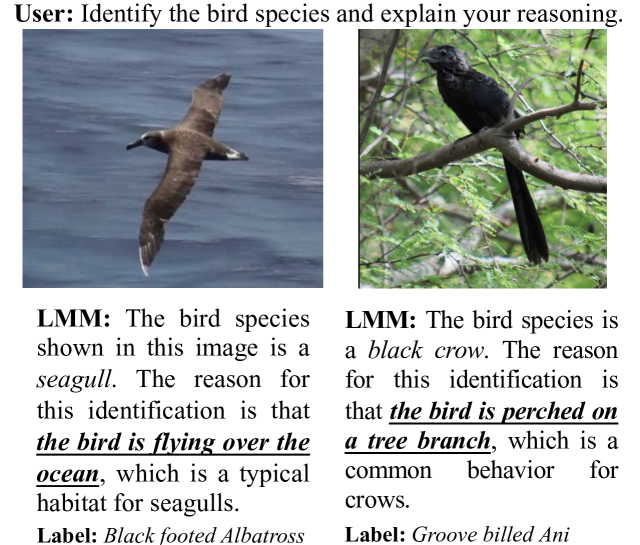 User: Identify the bird species and explain your reasoning.
LMM: The bird species
shown in this image is a
seagull. The reason for
this identification is that
the bird is flying over the
ocean, which is a typical
habitat for seagulls.
Label: Black footed Albatross
LMM: The bird species is
a black crow. The reason
for this identification is
that the bird is perched on
a tree branch, which is a
common behavior for
crows.
Label: Groove billed Ani